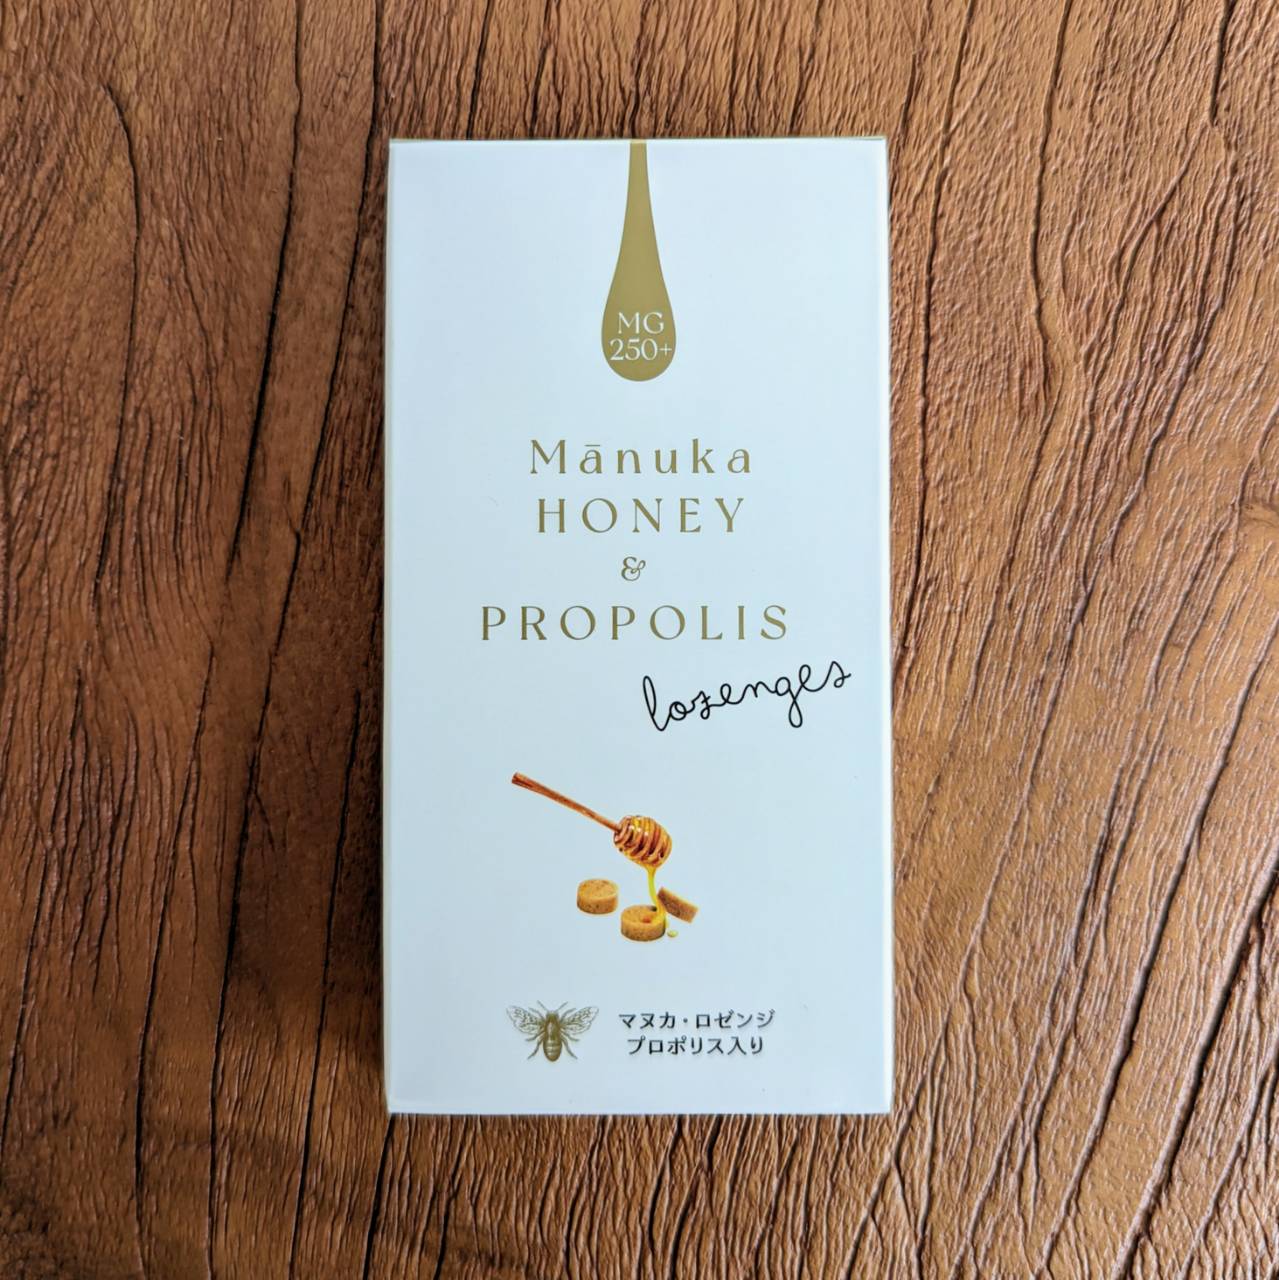 MG
250+
Mānuka
HONEY
&
PROPOLIS
lozenges
マヌカ・ロゼンジ
プロポリス入り